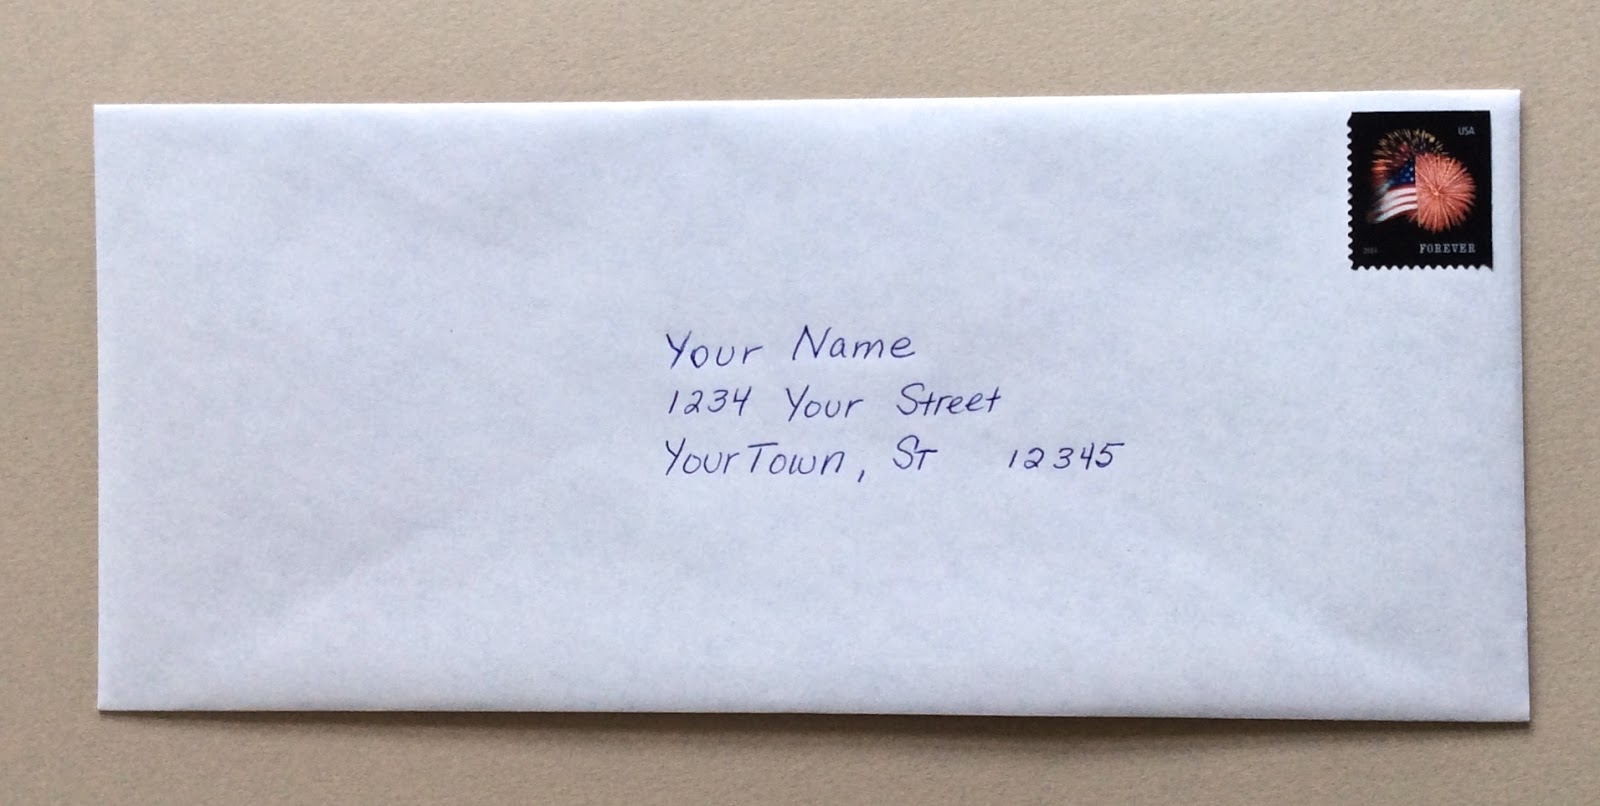 USA
FOREVER
Your Name
1234 Your Street
YourTown, ST 12345